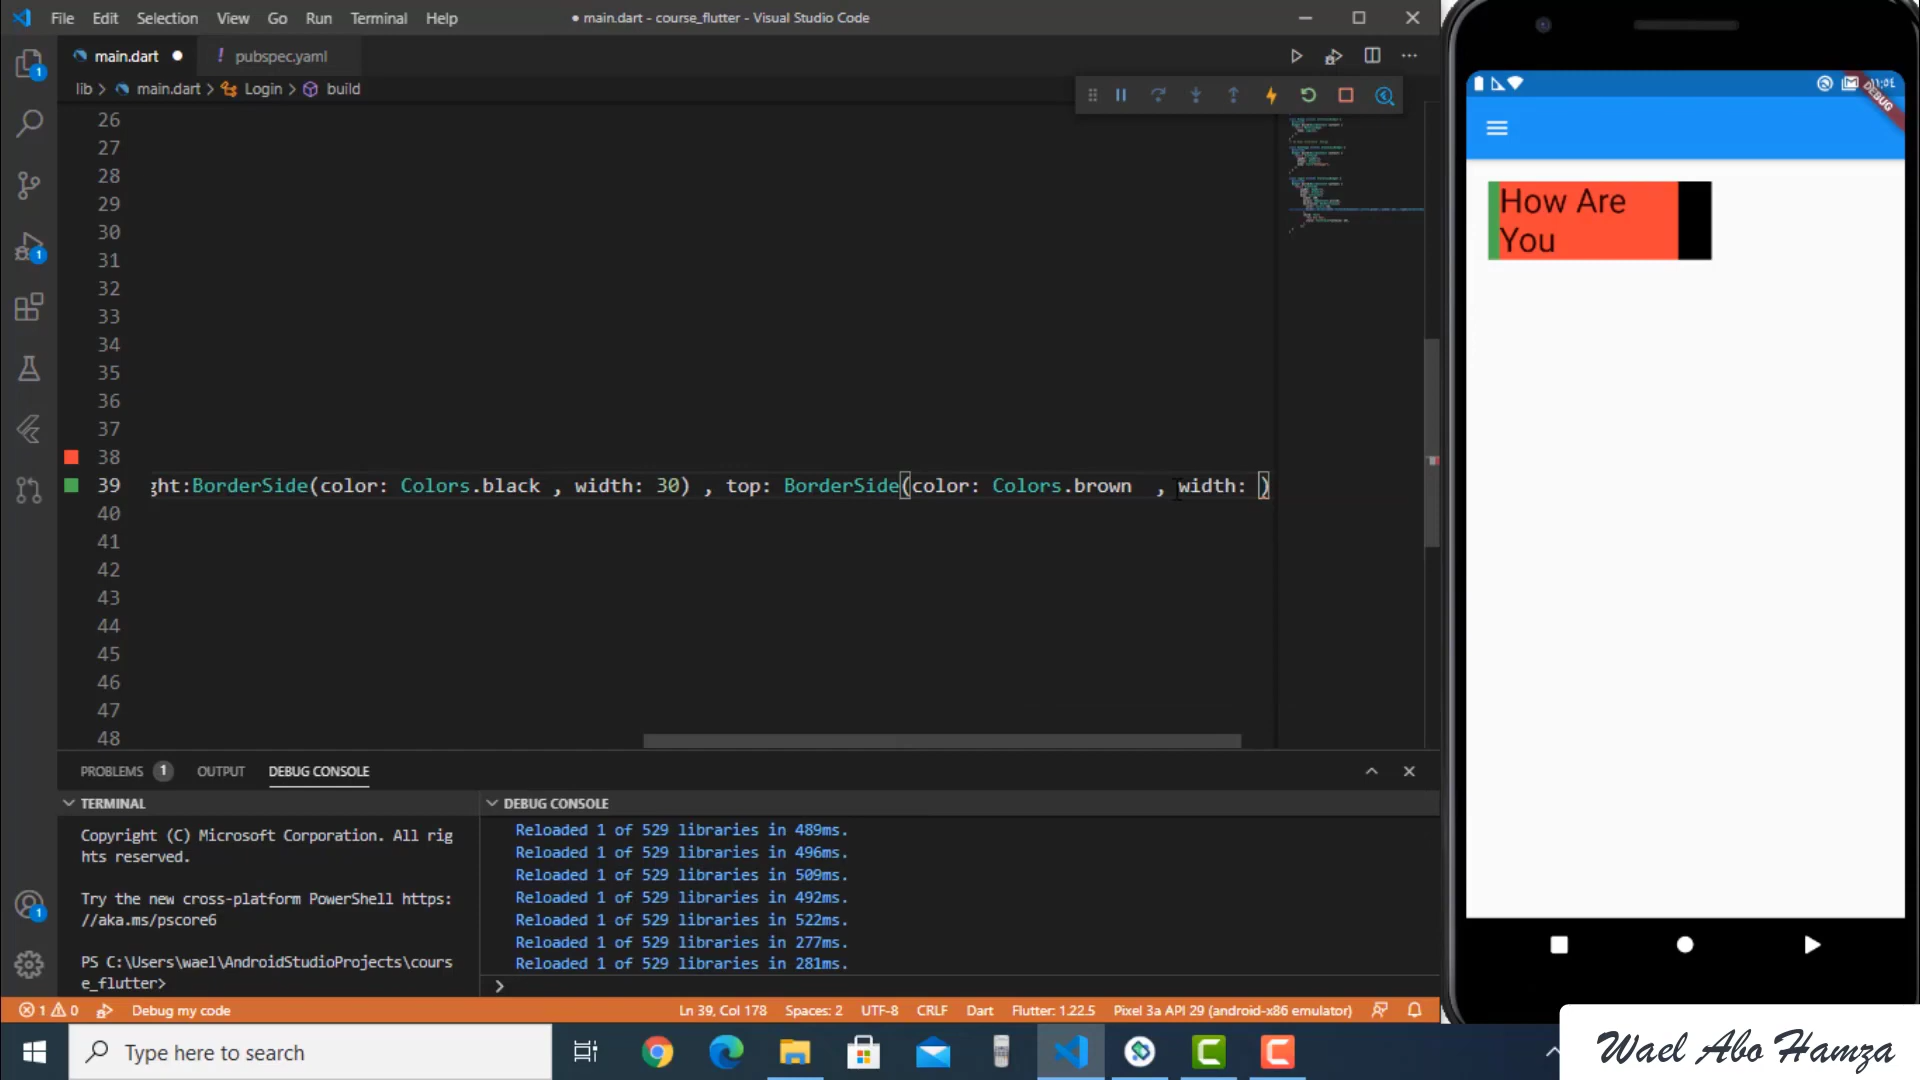 File Edit Selection View Go Run Terminal Help
● main.dart - course_flutter - Visual Studio Code
main.dart ●
! pubspec.yaml
lib > main.dart > Login > build
26
27
28
29
30
31
32
33
34
35
36
37
38
39 ght:BorderSide(color: Colors.black , width: 30) , top: BorderSide(color: Colors.brown  , width: )
40
41
42
43
44
45
46
47
48
PROBLEMS 1 OUTPUT DEBUG CONSOLE
TERMINAL
Copyright (C) Microsoft Corporation. All rig
hts reserved.
Try the new cross-platform PowerShell https:
//aka.ms/pscore6
PS C:\Users\wael\AndroidStudioProjects\cours
e_flutter>
DEBUG CONSOLE
Reloaded 1 of 529 libraries in 489ms.
Reloaded 1 of 529 libraries in 496ms.
Reloaded 1 of 529 libraries in 509ms.
Reloaded 1 of 529 libraries in 492ms.
Reloaded 1 of 529 libraries in 522ms.
Reloaded 1 of 529 libraries in 277ms.
Reloaded 1 of 529 libraries in 281ms.
>
1 0 Debug my code Ln 39, Col 178 Spaces: 2 UTF-8 CRLF Dart Flutter: 1.22.5 Pixel 3a API 29 (android-x86 emulator)
Type here to search
DEBUG
How Are
You
Wael Abo Hamza